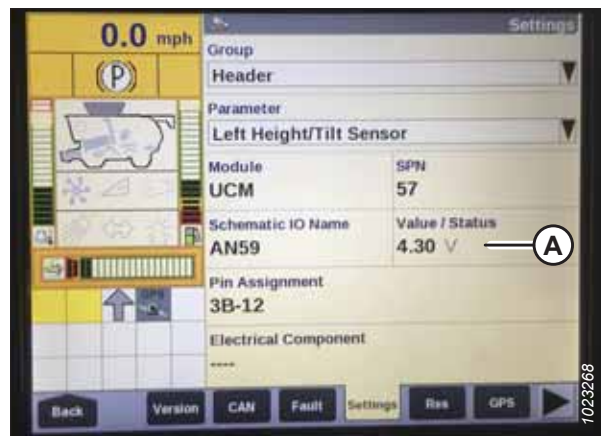 0.0 mph
Settings
(P)
Group
Header
Parameter
Left Height/Tilt Sensor
Module
SPN
UCM
57
Schematic IO Name
Value / Status
AN59
4.30 V
A
Pin Assignment
3B-12
Electrical Component
----
Back
Version
CAN
Fault
Settings
Res
GPS
1023268